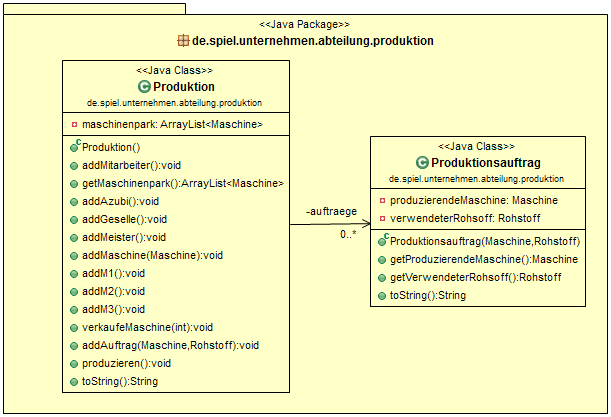 <<Java Package>>
de.spiel.unternehmen.abteilung.produktion
<<Java Class>>
Produktion
de.spiel.unternehmen.abteilung.produktion
maschinenpark: ArrayList<Maschine>
Produktion()
addMitarbeiter():void
getMaschinenpark():ArrayList<Maschine>
addAzubi():void
addGeselle():void
addMeister():void
addMaschine(Maschine):void
addM1():void
addM2():void
addM3():void
verkaufeMaschine(int):void
addAuftrag(Maschine,Rohstoff):void
produzieren():void
toString():String
-auftraege
0..*
<<Java Class>>
Produktionsauftrag
de.spiel.unternehmen.abteilung.produktion
produzierendeMaschine: Maschine
verwendeterRohsoff: Rohstoff
Produktionsauftrag(Maschine,Rohstoff)
getProduzierendeMaschine():Maschine
getVerwendeterRohsoff():Rohstoff
toString():String